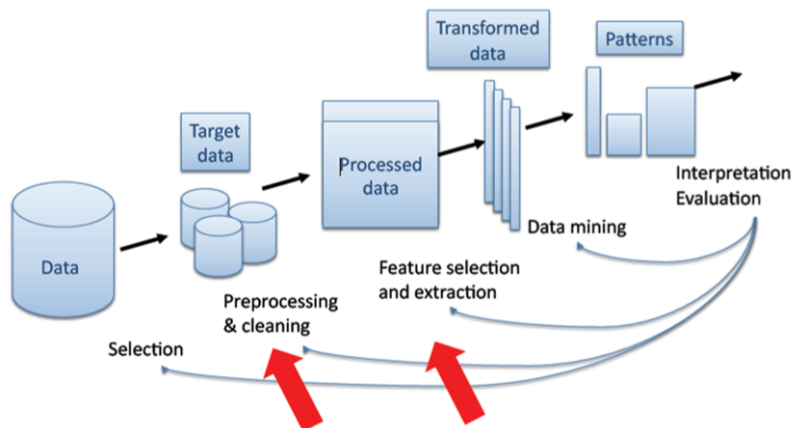 Transformed
data
Patterns
Target
data
Processed
data
Interpretation
Evaluation
Data mining
Data
Feature selection
and extraction
Preprocessing
& cleaning
Selection